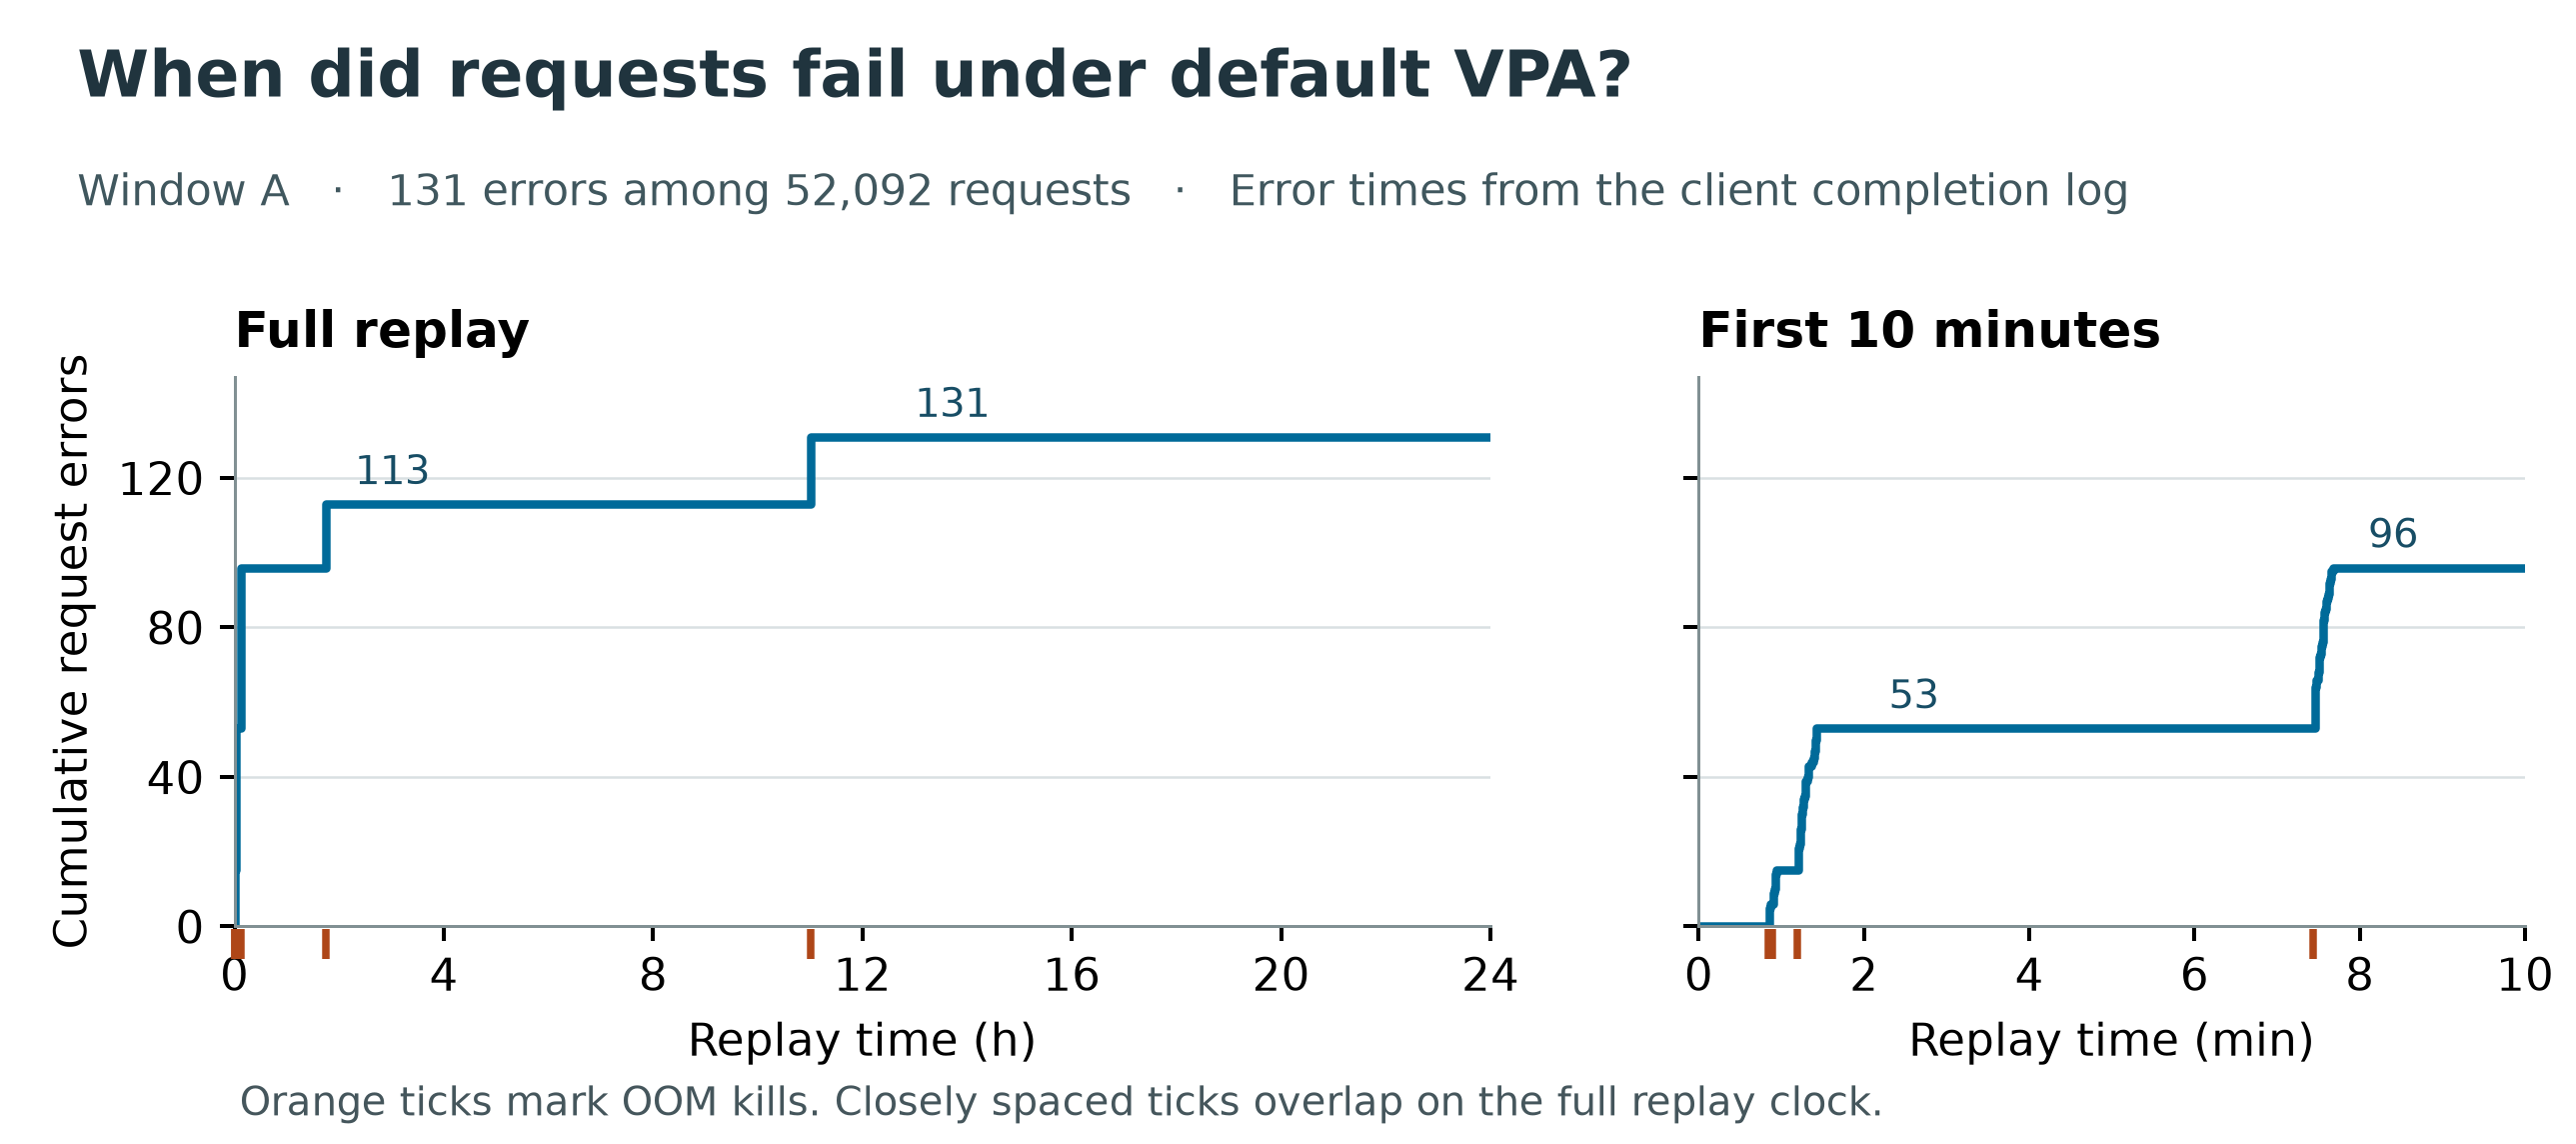 When did requests fail under default VPA?
Window A · 131 errors among 52,092 requests · Error times from the client completion log
Full replay
Cumulative request errors
120
80
40
0
113
131
0 4 8 12 16 20 24
Replay time (h)
First 10 minutes
53
96
0 2 4 6 8 10
Replay time (min)
Orange ticks mark OOM kills. Closely spaced ticks overlap on the full replay clock.